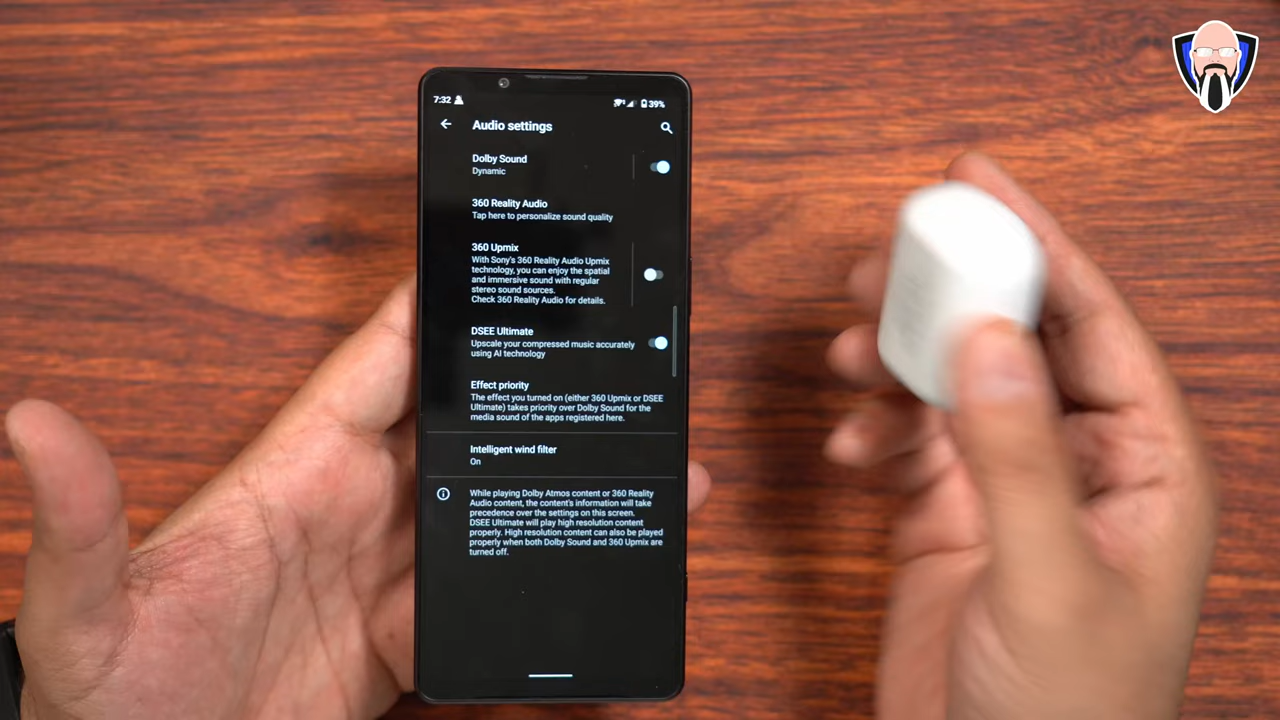 7:32
39%
Audio settings
Dolby Sound
Dynamic
360 Reality Audio
Tap here to personalize sound quality
360 Upmix
With Sony's 360 Reality Audio Upmix
technology, you can enjoy the spatial
and immersive sound with regular
stereo sound sources.
Check 360 Reality Audio for details.
DSEE Ultimate
Upscale your compressed music accurately
using AI technology
Effect priority
The effect you turned on (either 360 Upmix or DSEE
Ultimate) takes priority over Dolby Sound for the
media sound of the apps registered here.
Intelligent wind filter
On
While playing Dolby Atmos content or 360 Reality
Audio content, the content's information will take
precedence over the settings on this screen.
DSEE Ultimate will play high resolution content
properly. High resolution content can also be played
properly when both Dolby Sound and 360 Upmix are
turned off.